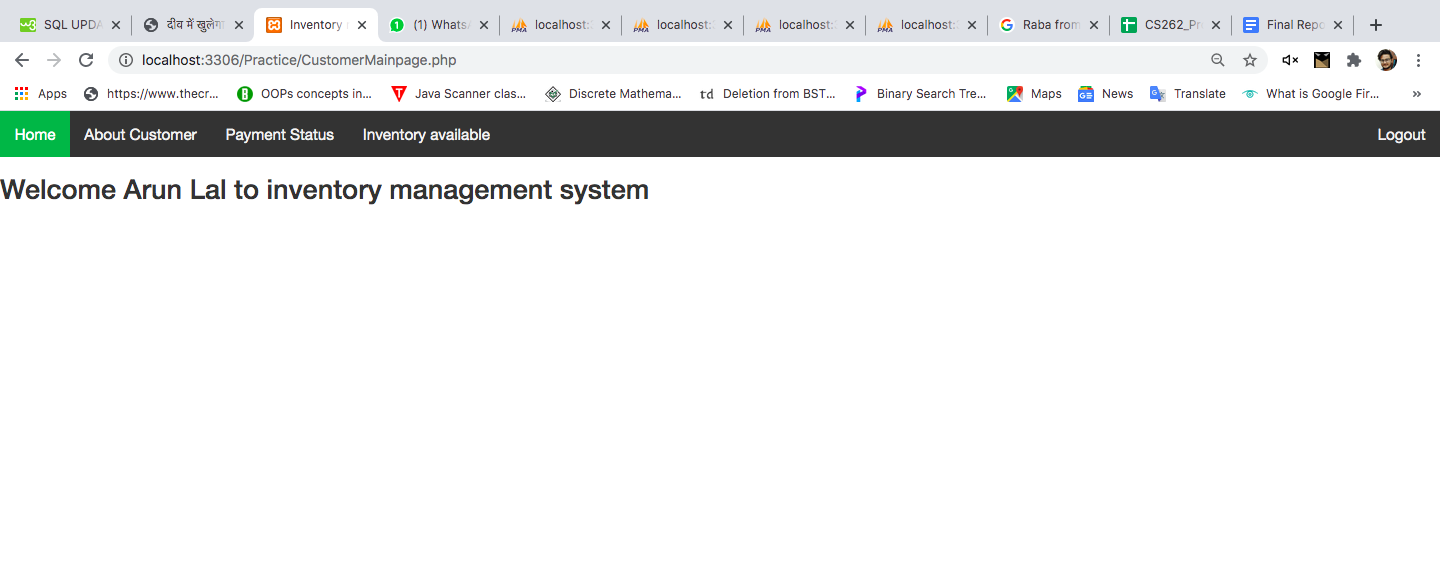 SQL UPDA दीव में खुलेगा Inventory (1) Whats localhost: localhost: localhost: localhost: Raba from CS262_Pr Final Repo
localhost:3306/Practice/CustomerMainpage.php
Apps https://www.thecr... OOPs concepts in... Java Scanner clas... Discrete Mathema... td Deletion from BST... Binary Search Tre... Maps News Translate What is Google Fir... »
Home About Customer Payment Status Inventory available Logout
Welcome Arun Lal to inventory management system